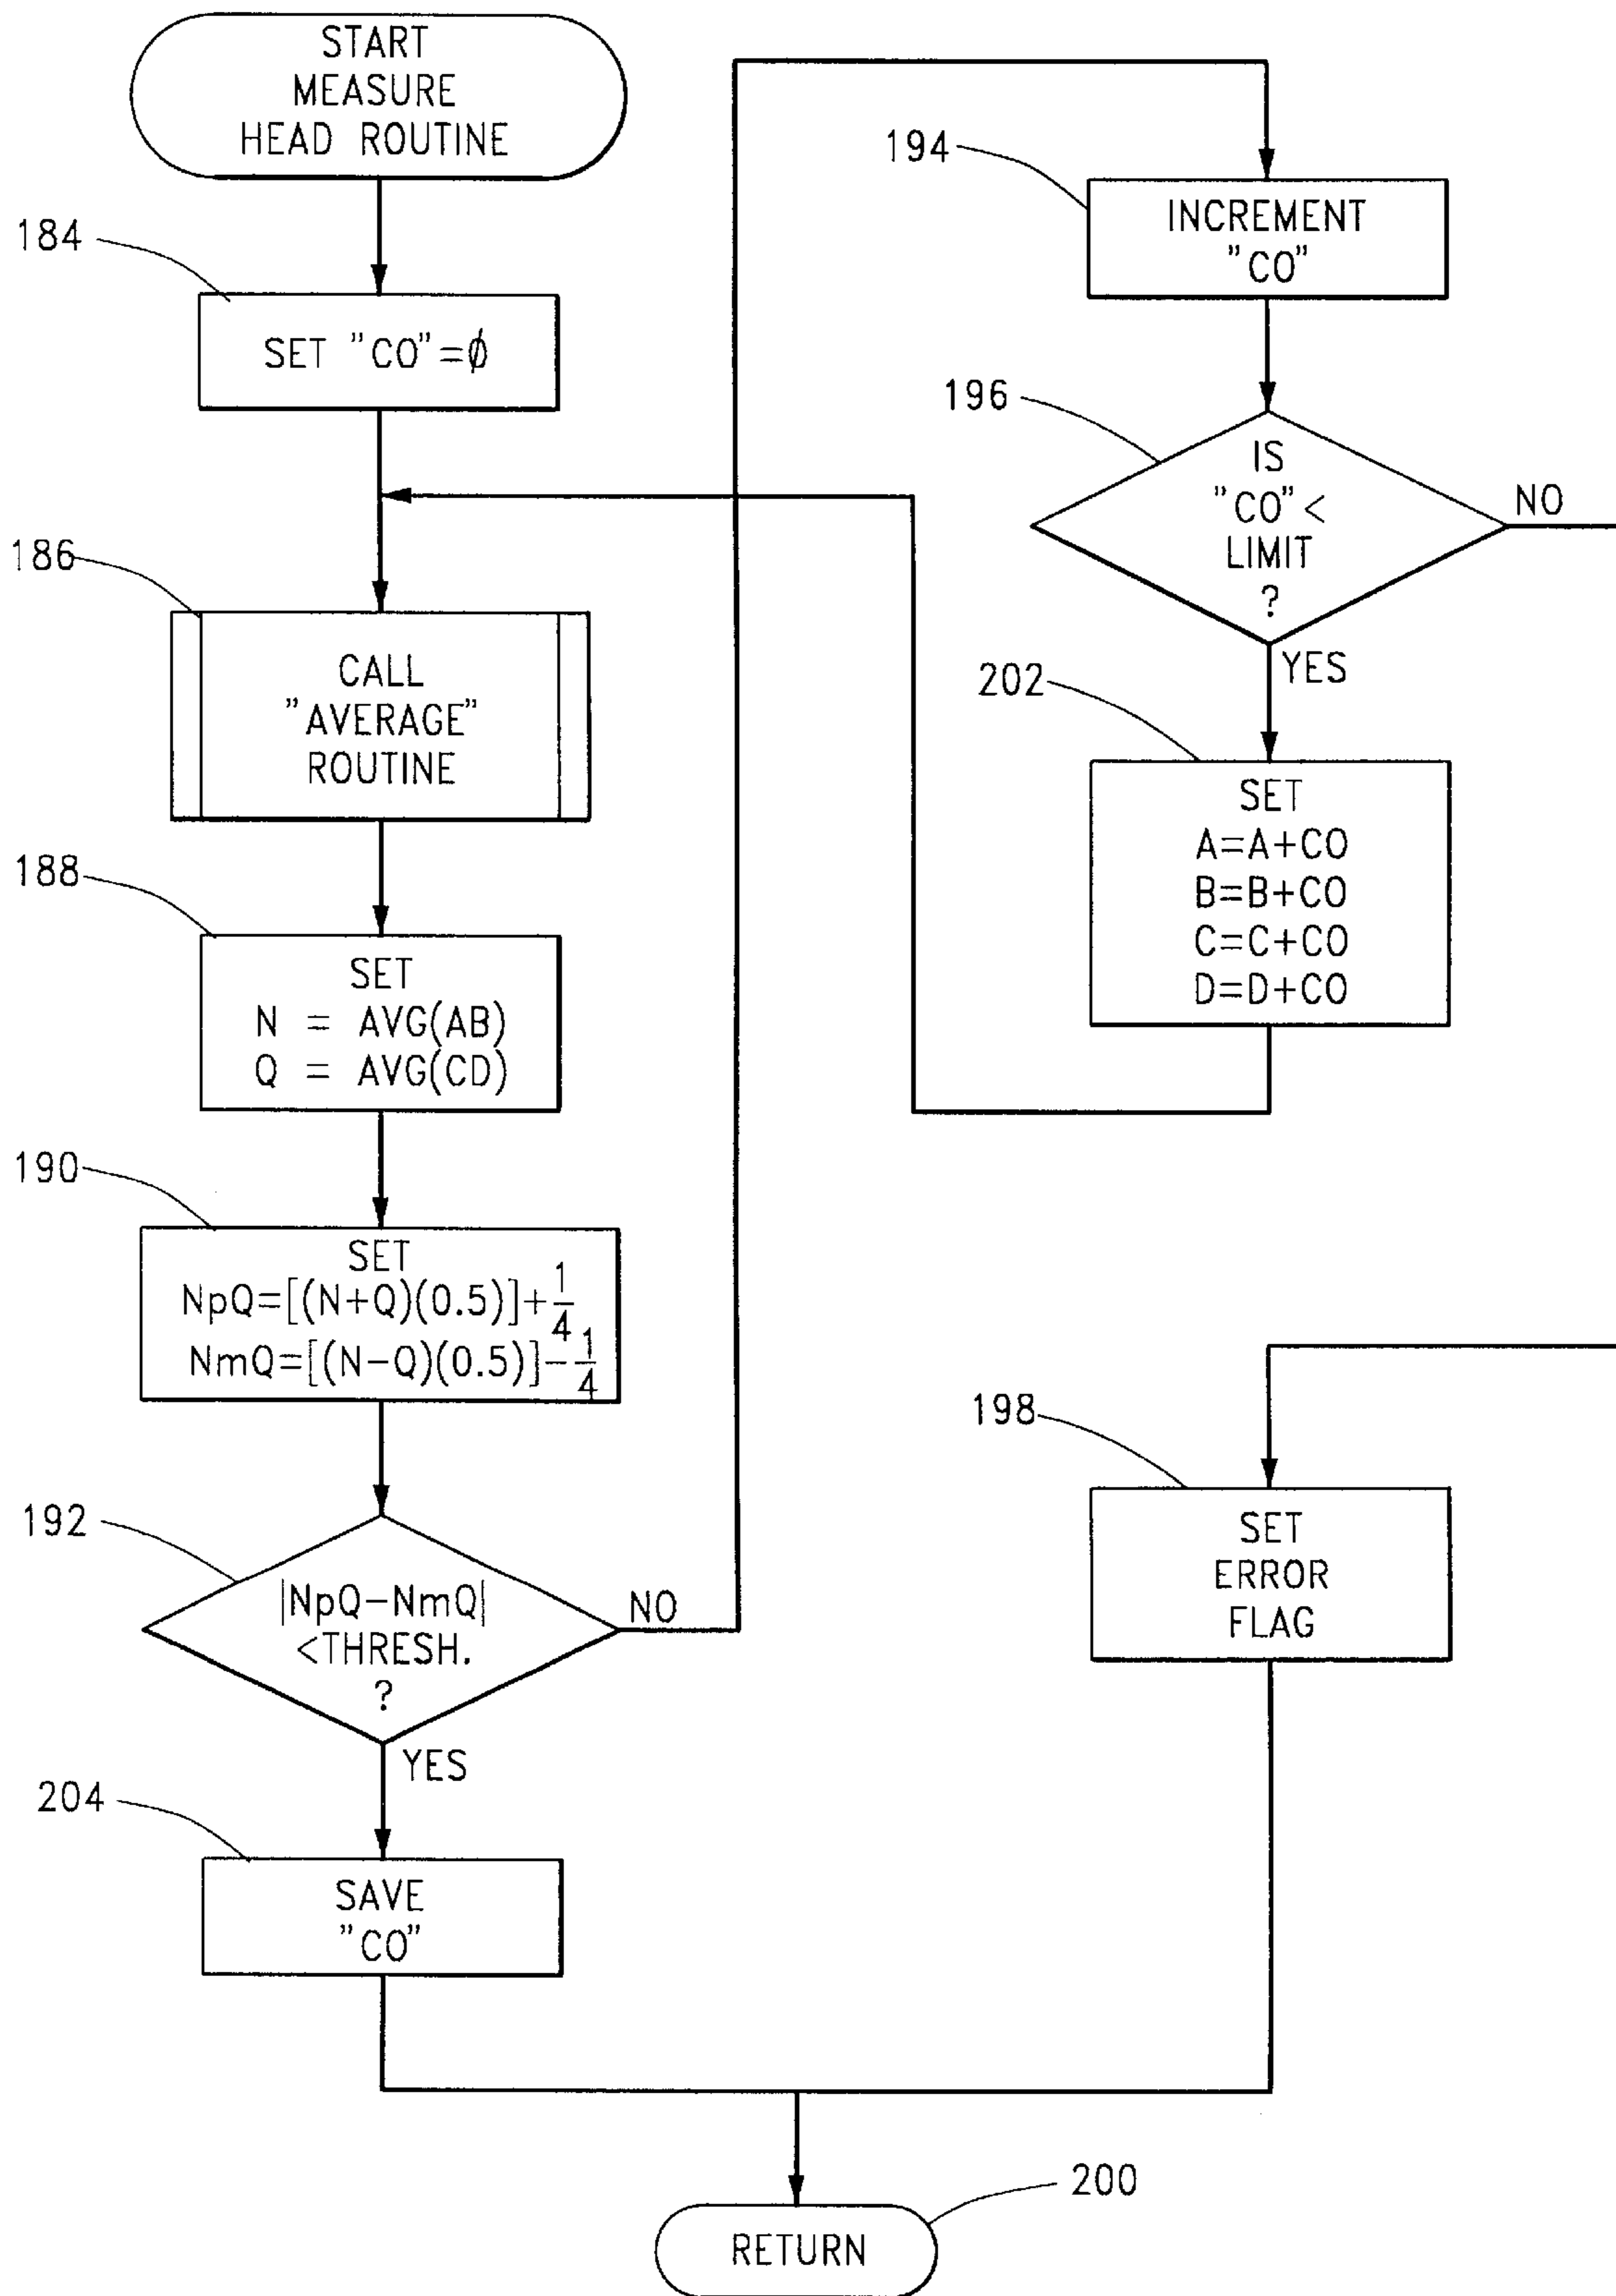 START
MEASURE
HEAD ROUTINE
184
SET "CO"=∅
186
CALL
"AVERAGE"
ROUTINE
188
SET
N = AVG(AB)
Q = AVG(CD)
190
SET
NpQ=[(N+Q)(0.5)]+1/4
NmQ=[(N-Q)(0.5)]-1/4
192
|NpQ-NmQ|
<THRESH.
?
NO
YES
204
SAVE
"CO"
194
INCREMENT
"CO"
196
IS
"CO"<
LIMIT
?
NO
YES
202
SET
A=A+CO
B=B+CO
C=C+CO
D=D+CO
198
SET
ERROR
FLAG
200
RETURN